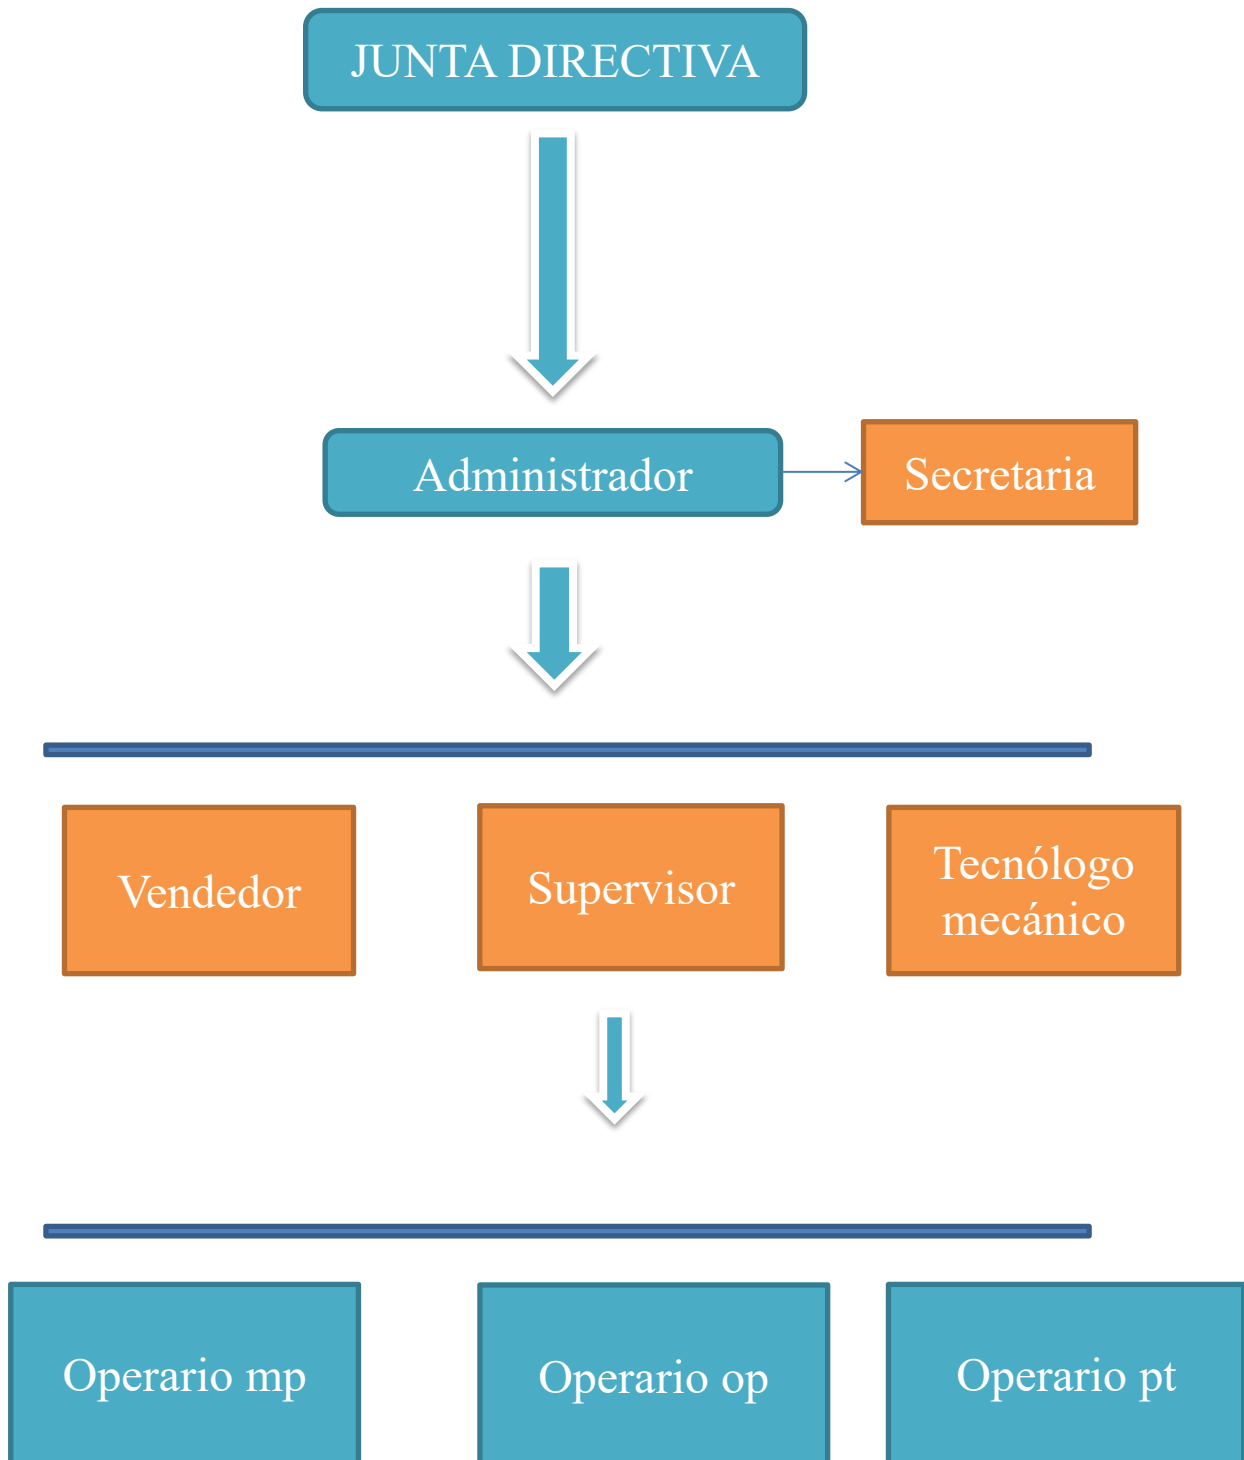 JUNTA DIRECTIVA
Administrador
Secretaria
Vendedor
Supervisor
Tecnólogo
mecánico
Operario mp
Operario op
Operario pt